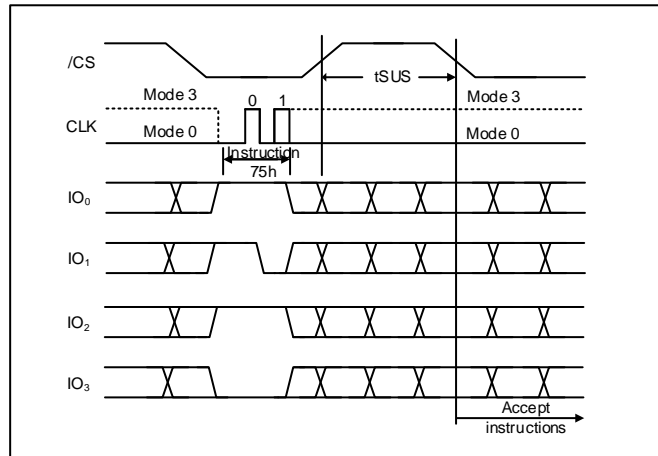 /CS
tSUS
Mode 3
0
1
Mode 3
CLK
Mode 0
Mode 0
Instruction
75h
IO₀
IO₁
IO₂
IO₃
Accept
instructions